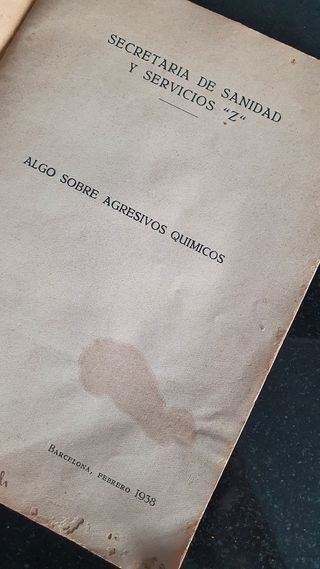 SECRETARIA DE SANIDAD
Y SERVICIOS "Z"
ALGO SOBRE AGRESIVOS QUIMICOS
BARCELONA, FEBRERO 1938